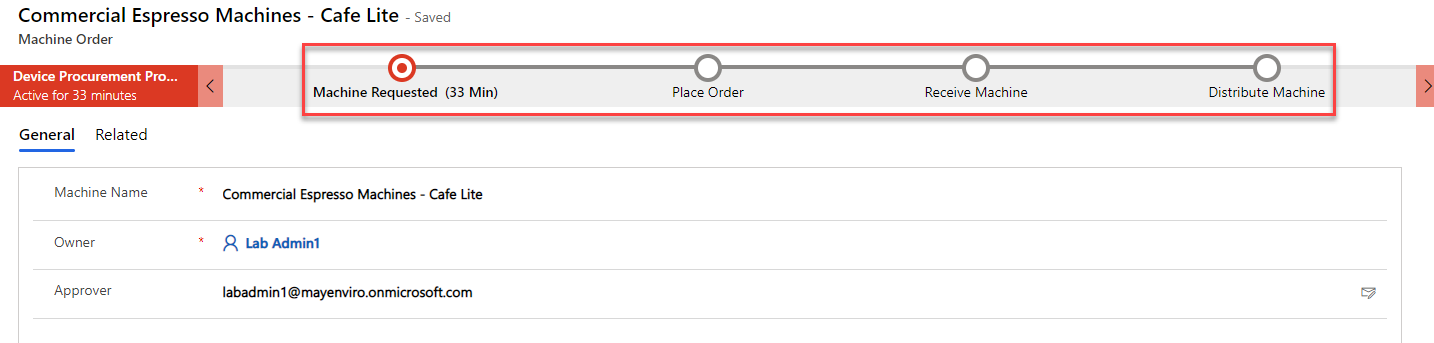 Commercial Espresso Machines - Cafe Lite - Saved
Machine Order
Device Procurement Pro...
Active for 33 minutes
Machine Requested (33 Min)
Place Order
Receive Machine
Distribute Machine
General Related
Machine Name * Commercial Espresso Machines - Cafe Lite
Owner * Lab Admin1
Approver labadmin1@mayenviro.onmicrosoft.com